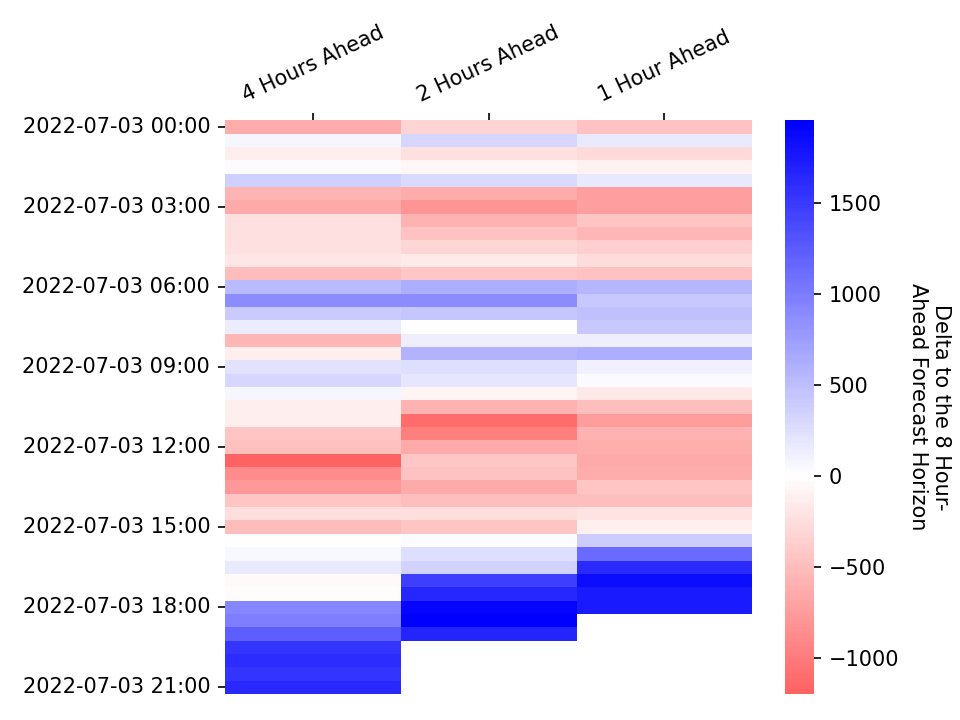 4 Hours Ahead
2 Hours Ahead
1 Hour Ahead
2022-07-03 00:00
2022-07-03 03:00
2022-07-03 06:00
2022-07-03 09:00
2022-07-03 12:00
2022-07-03 15:00
2022-07-03 18:00
2022-07-03 21:00
1500
1000
500
0
−500
−1000
Delta to the 8 Hour-
Ahead Forecast Horizon